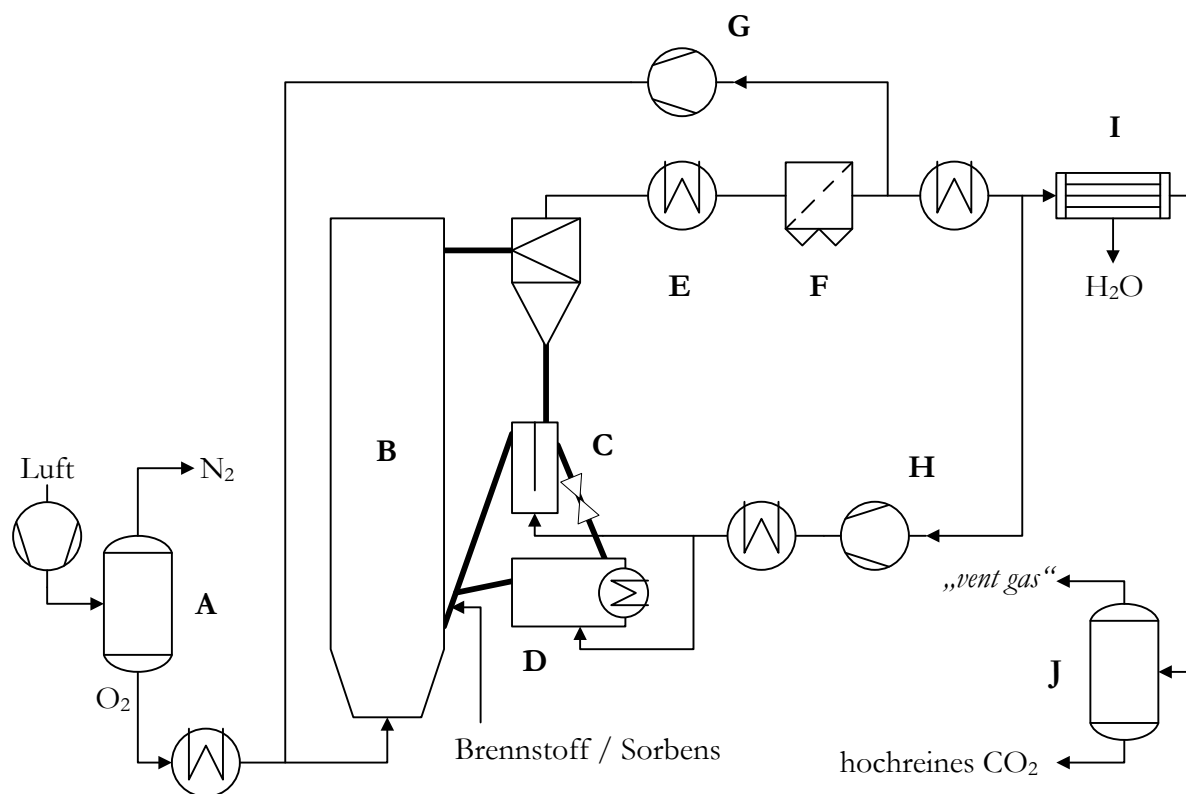 G
I
E
F
H₂O
B
C
H
Luft
N₂
A
„vent gas“
D
J
O₂
Brennstoff / Sorbens
hochreines CO₂